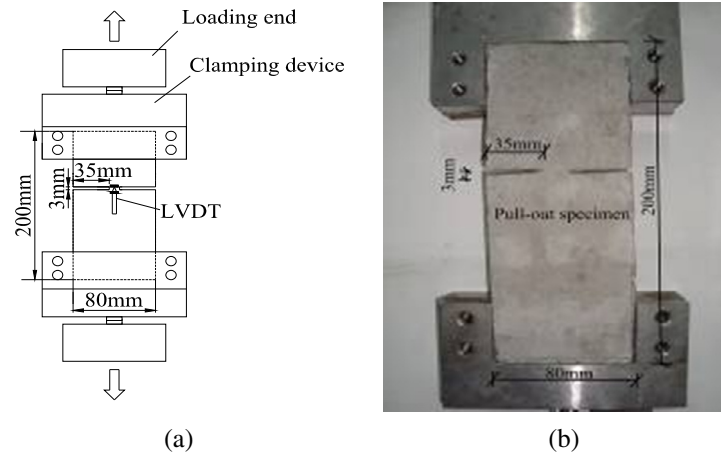 Loading end
Clamping device
35mm
3mm
200mm
LVDT
80mm
(a)
35mm
3mm
Pull-out specimen
200mm
80mm
(b)